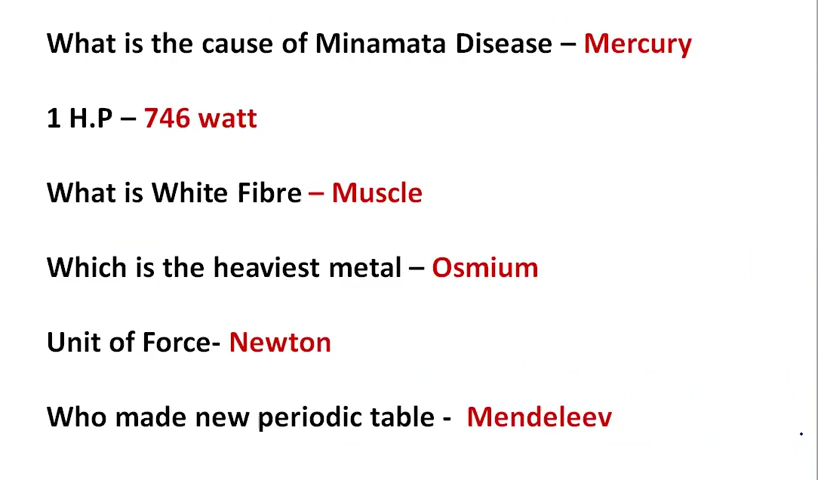 What is the cause of Minamata Disease – Mercury
1 H.P – 746 watt
What is White Fibre – Muscle
Which is the heaviest metal – Osmium
Unit of Force- Newton
Who made new periodic table - Mendeleev